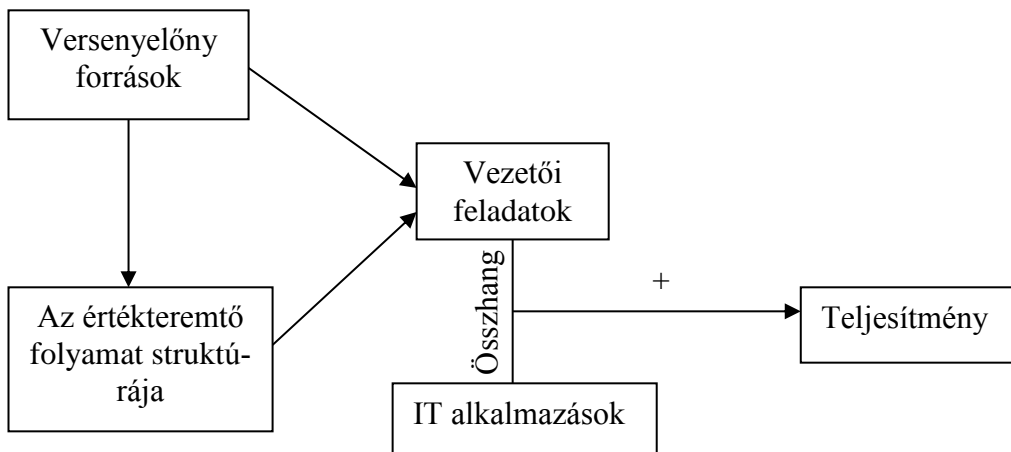 Versenyelőny
források
Vezetői
feladatok
Összhang
+
Az értékteremtő
folyamat struktú-
rája
Teljesítmény
IT alkalmazások